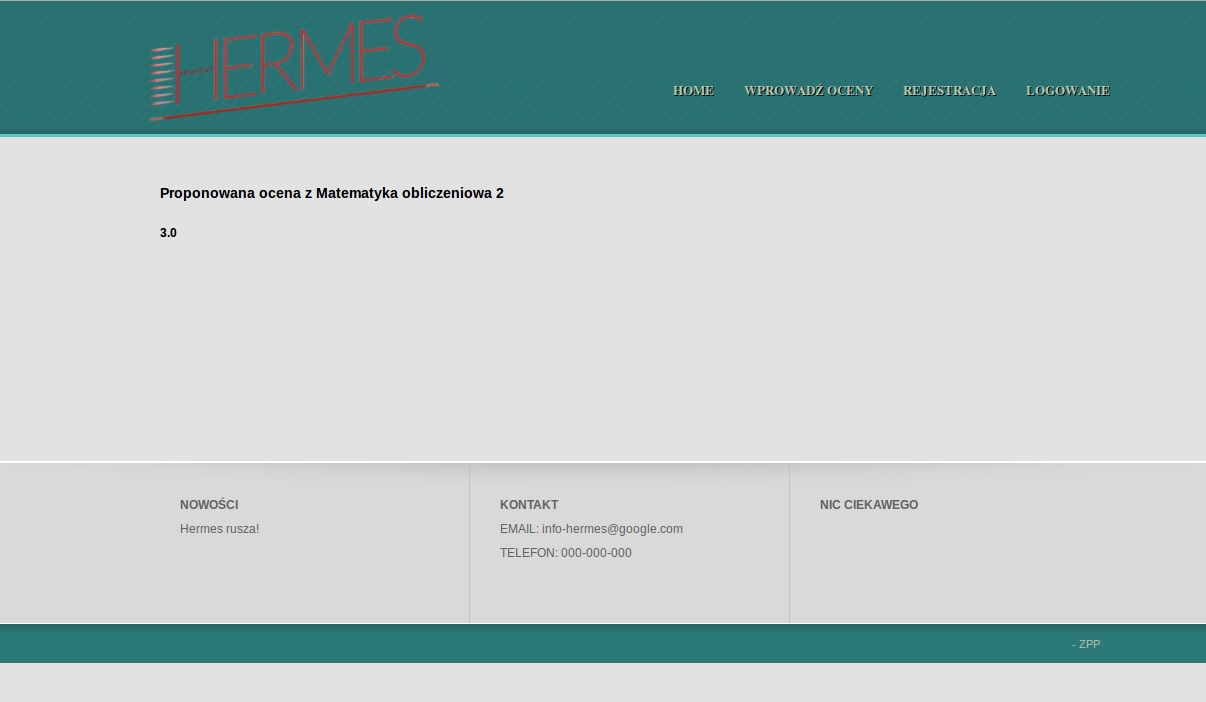 HERMES
HOME WPROWADŹ OCENY REJESTRACJA LOGOWANIE
Proponowana ocena z Matematyka obliczeniowa 2
3.0
NOWOŚCI
Hermes rusza!
KONTAKT
EMAIL: info-hermes@google.com
TELEFON: 000-000-000
NIC CIEKAWEGO
- ZPP